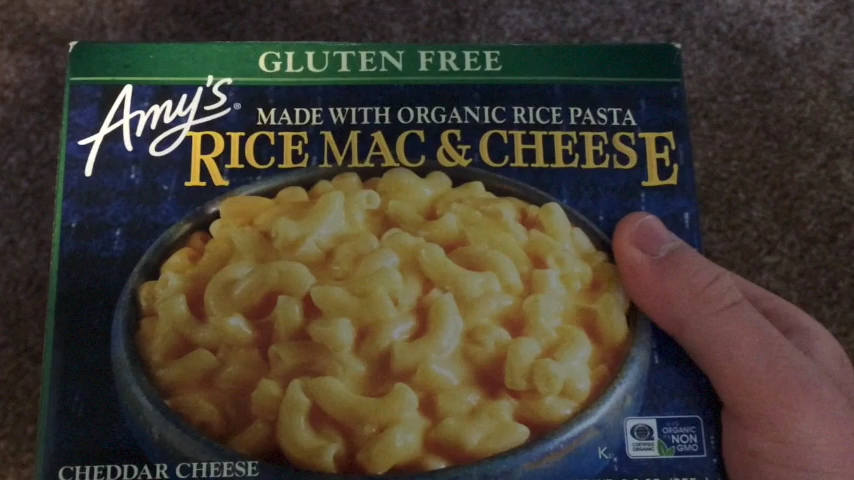 GLUTEN FREE
Amy's®
MADE WITH ORGANIC RICE PASTA
RICE MAC & CHEESE
K
ORGANIC
NON
GMO
CHEDDAR CHEESE